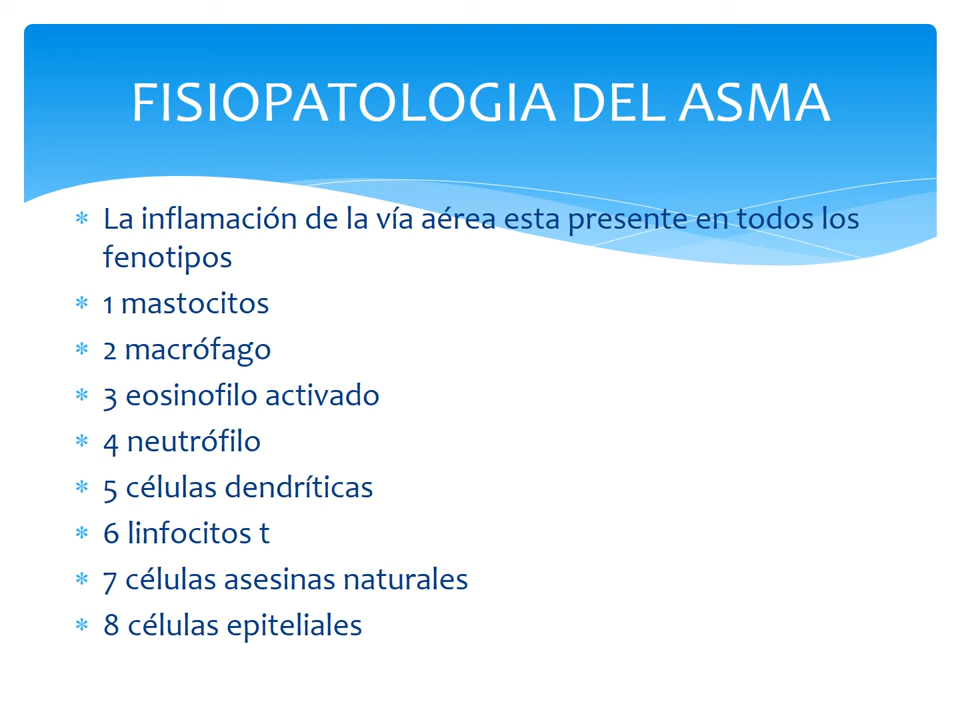 FISIOPATOLOGIA DEL ASMA
* La inflamación de la vía aérea esta presente en todos los
fenotipos
* 1 mastocitos
* 2 macrófago
* 3 eosinofilo activado
* 4 neutrófilo
* 5 células dendríticas
* 6 linfocitos t
* 7 células asesinas naturales
* 8 células epiteliales